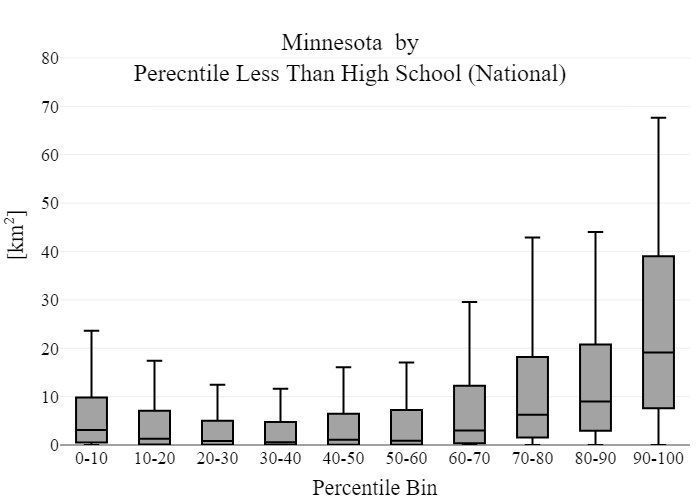 Minnesota by
Perecntile Less Than High School (National)
80
70
60
50
40
30
20
10
0
[km²]
0-10 10-20 20-30 30-40 40-50 50-60 60-70 70-80 80-90 90-100
Percentile Bin